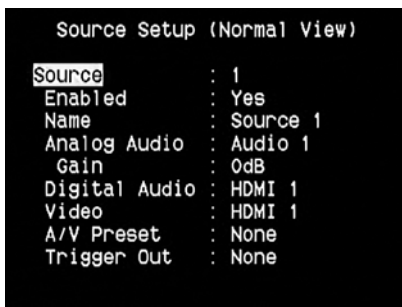 Source Setup (Normal View)
Source : 1
Enabled : Yes
Name : Source 1
Analog Audio : Audio 1
Gain : 0dB
Digital Audio : HDMI 1
Video : HDMI 1
A/V Preset : None
Trigger Out : None